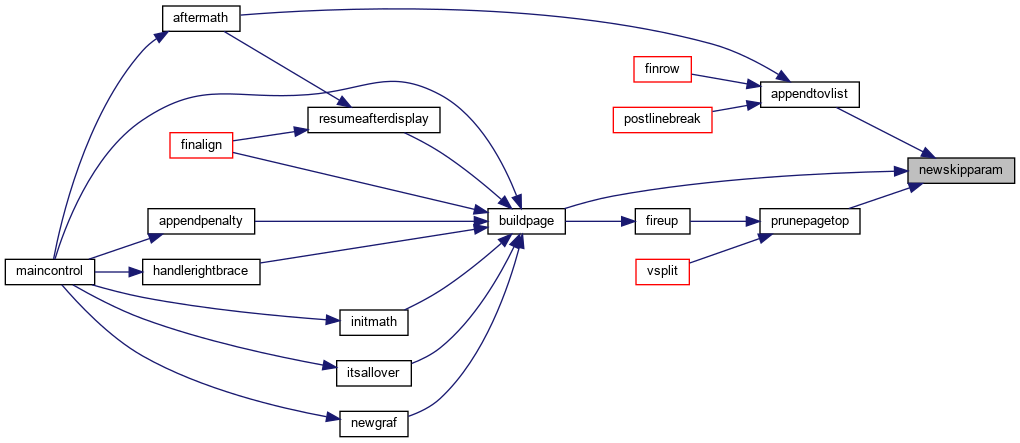 aftermath
finrow
appendtovlist
postlinebreak
resumeafterdisplay
finalign
newskipparam
appendpenalty
buildpage
fireup
prunepagetop
maincontrol
handlerightbrace
vsplit
initmath
itsallover
newgraf